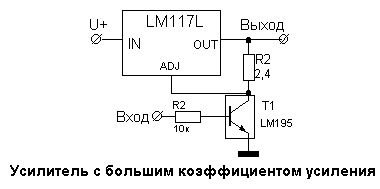 U+
LM117L
Выход
IN
OUT
ADJ
R2
2,4
Вход
R2
10к
T1
LM195
Усилитель с большим коэффициентом усиления